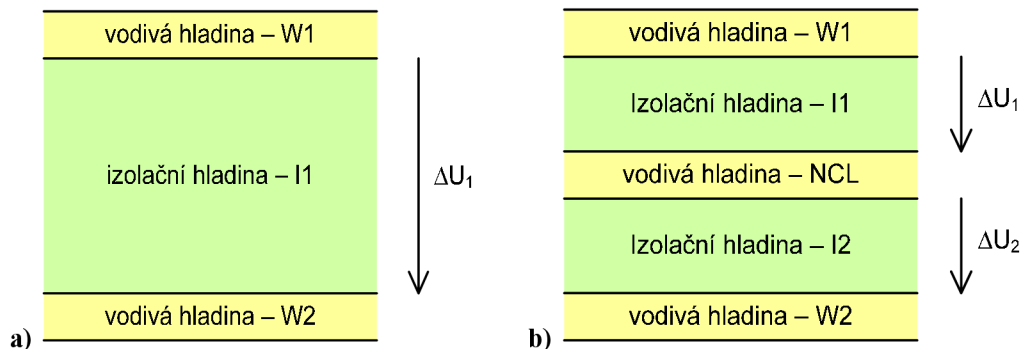 vodivá hladina – W1
izolační hladina – I1
ΔU₁
vodivá hladina – W2
a)
vodivá hladina – W1
Izolační hladina – I1
ΔU₁
vodivá hladina – NCL
Izolační hladina – I2
ΔU₂
vodivá hladina – W2
b)